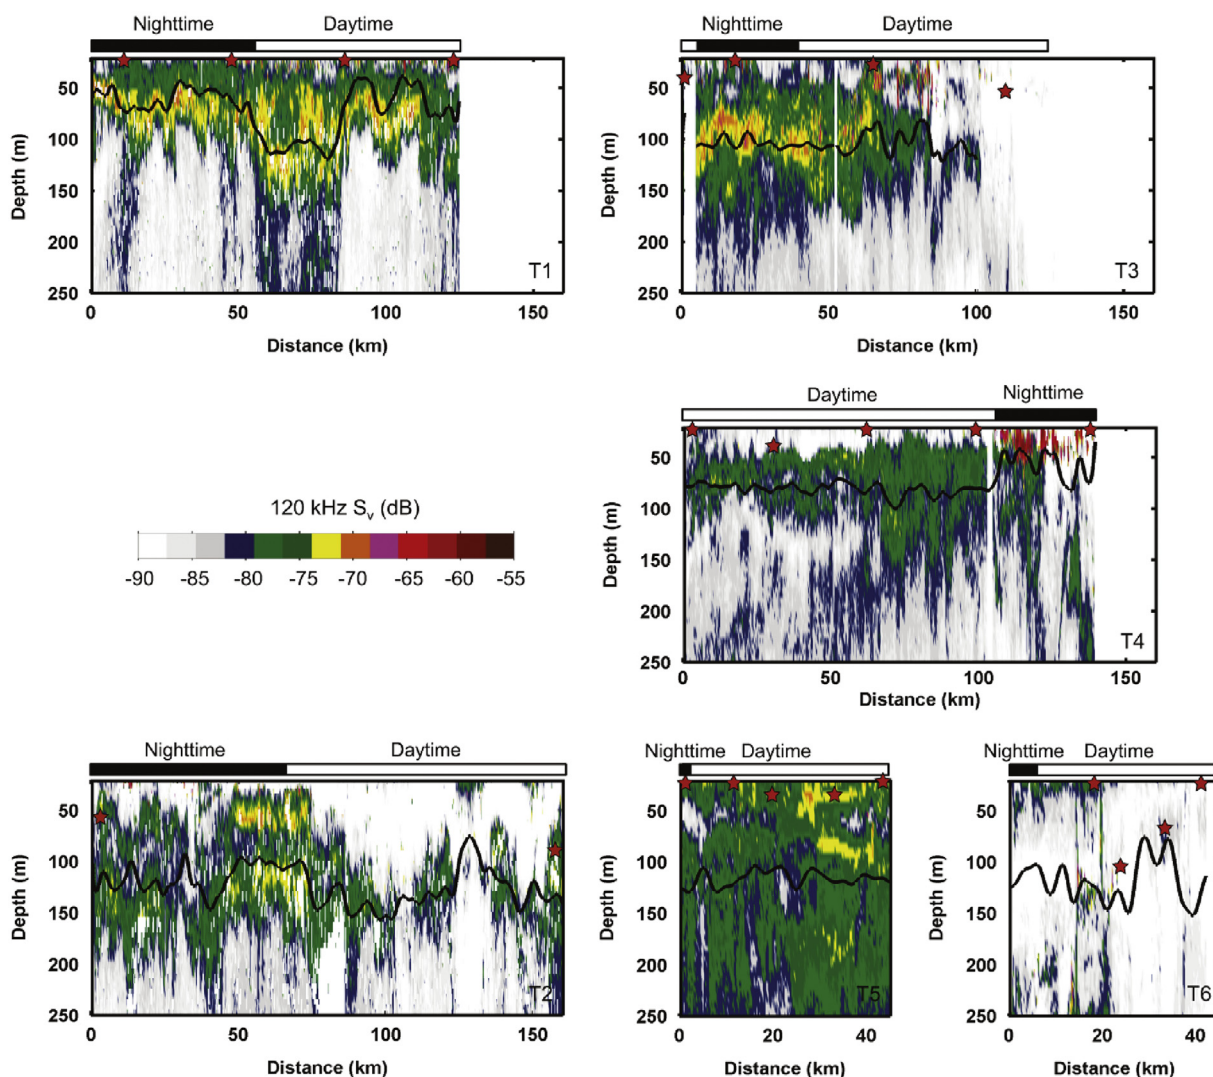 Nighttime Daytime
Nighttime Daytime
Depth (m)
50
100
150
200
250
T1
0 50 100 150
Distance (km)
Depth (m)
50
100
150
200
250
T3
0 50 100 150
Distance (km)
Daytime Nighttime
120 kHz Sv (dB)
-90 -85 -80 -75 -70 -65 -60 -55
Depth (m)
50
100
150
200
250
T4
0 50 100 150
Distance (km)
Nighttime Daytime
Nighttime Daytime
Nighttime Daytime
Depth (m)
50
100
150
200
250
T2
0 50 100 150
Distance (km)
Depth (m)
50
100
150
200
250
T5
0 20 40
Distance (km)
Depth (m)
50
100
150
200
250
T6
0 20 40
Distance (km)